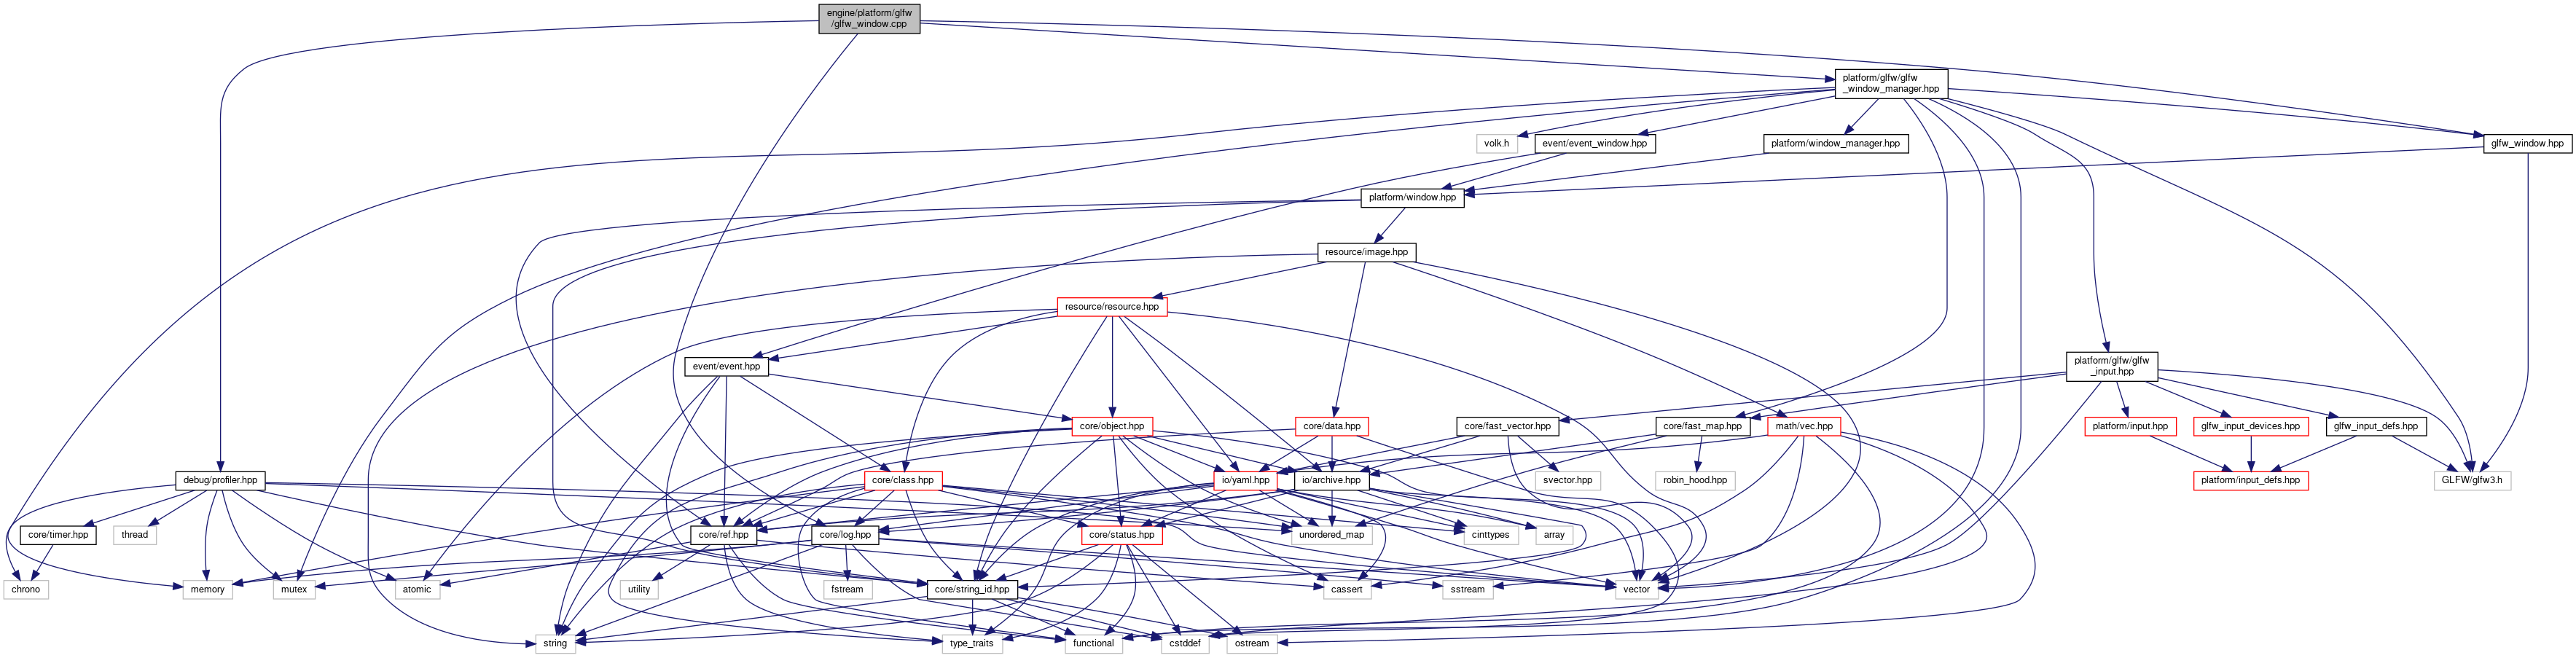 engine/platform/glfw
/glfw_window.cpp
platform/glfw/glfw
_window_manager.hpp
volk.h
event/event_window.hpp
platform/window_manager.hpp
glfw_window.hpp
platform/window.hpp
resource/image.hpp
resource/resource.hpp
event/event.hpp
platform/glfw/glfw
_input.hpp
core/object.hpp
core/data.hpp
core/fast_vector.hpp
core/fast_map.hpp
math/vec.hpp
platform/input.hpp
glfw_input_devices.hpp
glfw_input_defs.hpp
debug/profiler.hpp
core/class.hpp
io/yaml.hpp
io/archive.hpp
svector.hpp
robin_hood.hpp
platform/input_defs.hpp
GLFW/glfw3.h
core/timer.hpp
thread
core/ref.hpp
core/log.hpp
core/status.hpp
unordered_map
cinttypes
array
chrono
memory
mutex
atomic
utility
fstream
core/string_id.hpp
cassert
sstream
vector
string
type_traits
functional
cstddef
ostream